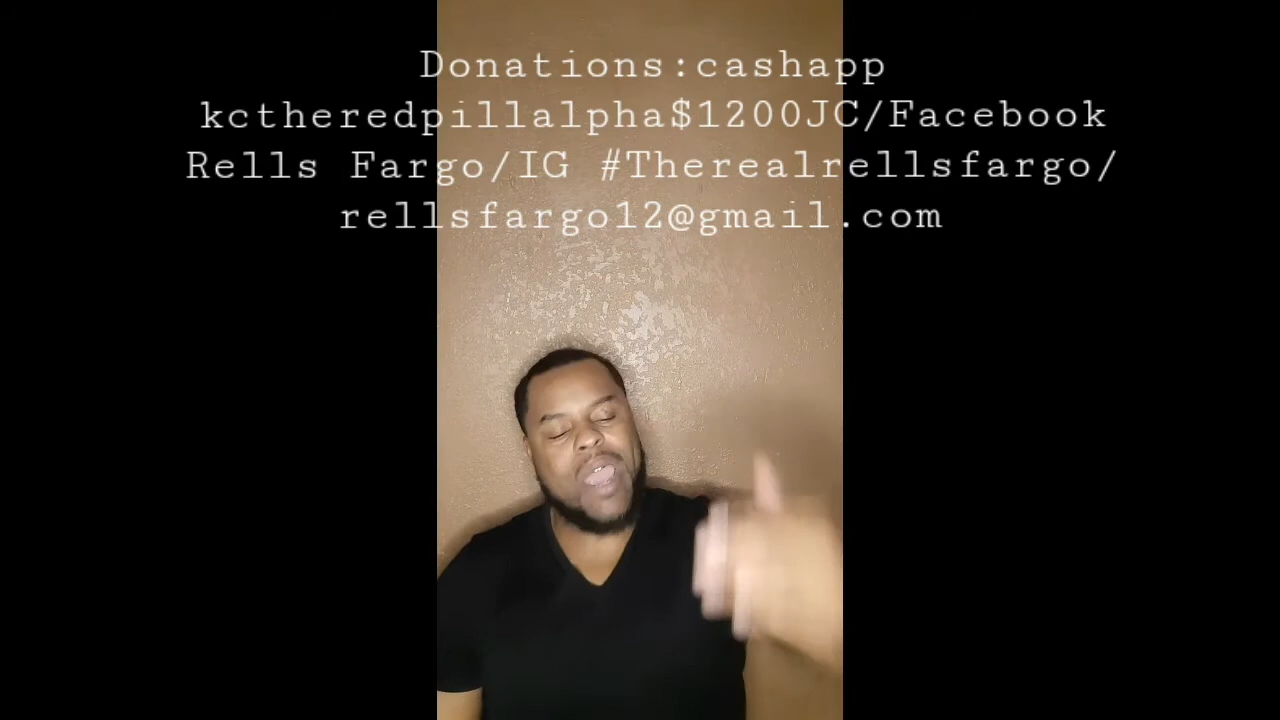 Donations:cashapp
kctheredpillalpha$1200JC/Facebook
Rells Fargo/IG #Therealrellsfargo/
rellsfargo12@gmail.com